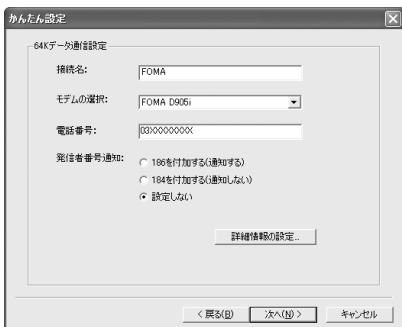 かんたん設定
64Kデータ通信設定
接続名: FOMA
モデムの選択: FOMA D905i
電話番号: 03XXXXXXXX
発信者番号通知: 186を付加する(通知する)
184を付加する(通知しない)
設定しない
詳細情報の設定...
< 戻る(B) 次へ(N) > キャンセル